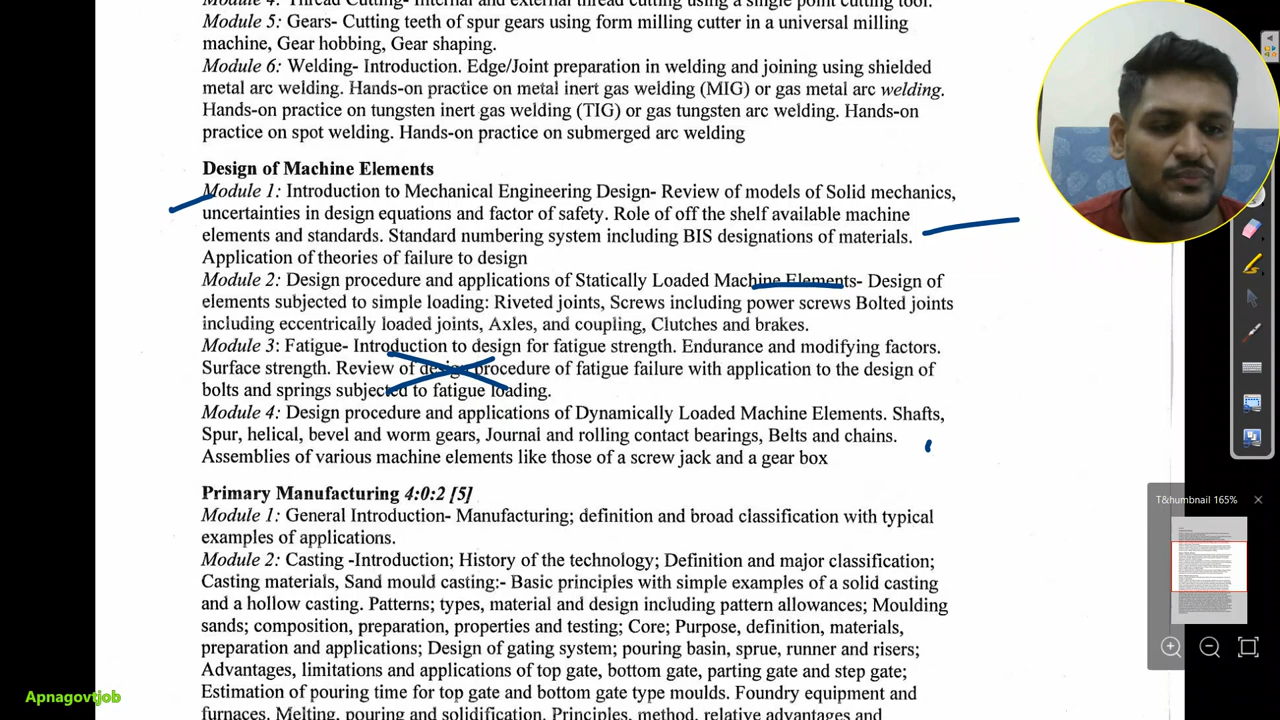 Module 4: Thread Cutting- Internal and external thread cutting using a single point cutting tool.
Module 5: Gears- Cutting teeth of spur gears using form milling cutter in a universal milling
machine, Gear hobbing, Gear shaping.
Module 6: Welding- Introduction. Edge/Joint preparation in welding and joining using shielded
metal arc welding. Hands-on practice on metal inert gas welding (MIG) or gas metal arc welding.
Hands-on practice on tungsten inert gas welding (TIG) or gas tungsten arc welding. Hands-on
practice on spot welding. Hands-on practice on submerged arc welding
Design of Machine Elements
Module 1: Introduction to Mechanical Engineering Design- Review of models of Solid mechanics,
uncertainties in design equations and factor of safety. Role of off the shelf available machine
elements and standards. Standard numbering system including BIS designations of materials.
Application of theories of failure to design
Module 2: Design procedure and applications of Statically Loaded Machine Elements- Design of
elements subjected to simple loading: Riveted joints, Screws including power screws Bolted joints
including eccentrically loaded joints, Axles, and coupling, Clutches and brakes.
Module 3: Fatigue- Introduction to design for fatigue strength. Endurance and modifying factors.
Surface strength. Review of design procedure of fatigue failure with application to the design of
bolts and springs subjected to fatigue loading.
Module 4: Design procedure and applications of Dynamically Loaded Machine Elements. Shafts,
Spur, helical, bevel and worm gears, Journal and rolling contact bearings, Belts and chains.
Assemblies of various machine elements like those of a screw jack and a gear box
Primary Manufacturing 4:0:2 [5]
Module 1: General Introduction- Manufacturing; definition and broad classification with typical
examples of applications.
Module 2: Casting -Introduction; History of the technology; Definition and major classification;
Casting materials, Sand mould casting- Basic principles with simple examples of a solid casting
and a hollow casting. Patterns; types, material and design including pattern allowances; Moulding
sands; composition, preparation, properties and testing; Core; Purpose, definition, materials,
preparation and applications; Design of gating system; pouring basin, sprue, runner and risers;
Advantages, limitations and applications of top gate, bottom gate, parting gate and step gate;
Estimation of pouring time for top gate and bottom gate type moulds. Foundry equipment and
furnaces. Melting, pouring and solidification. Principles, method, relative advantages and
T&humbnail 165%
Apnagovtjob